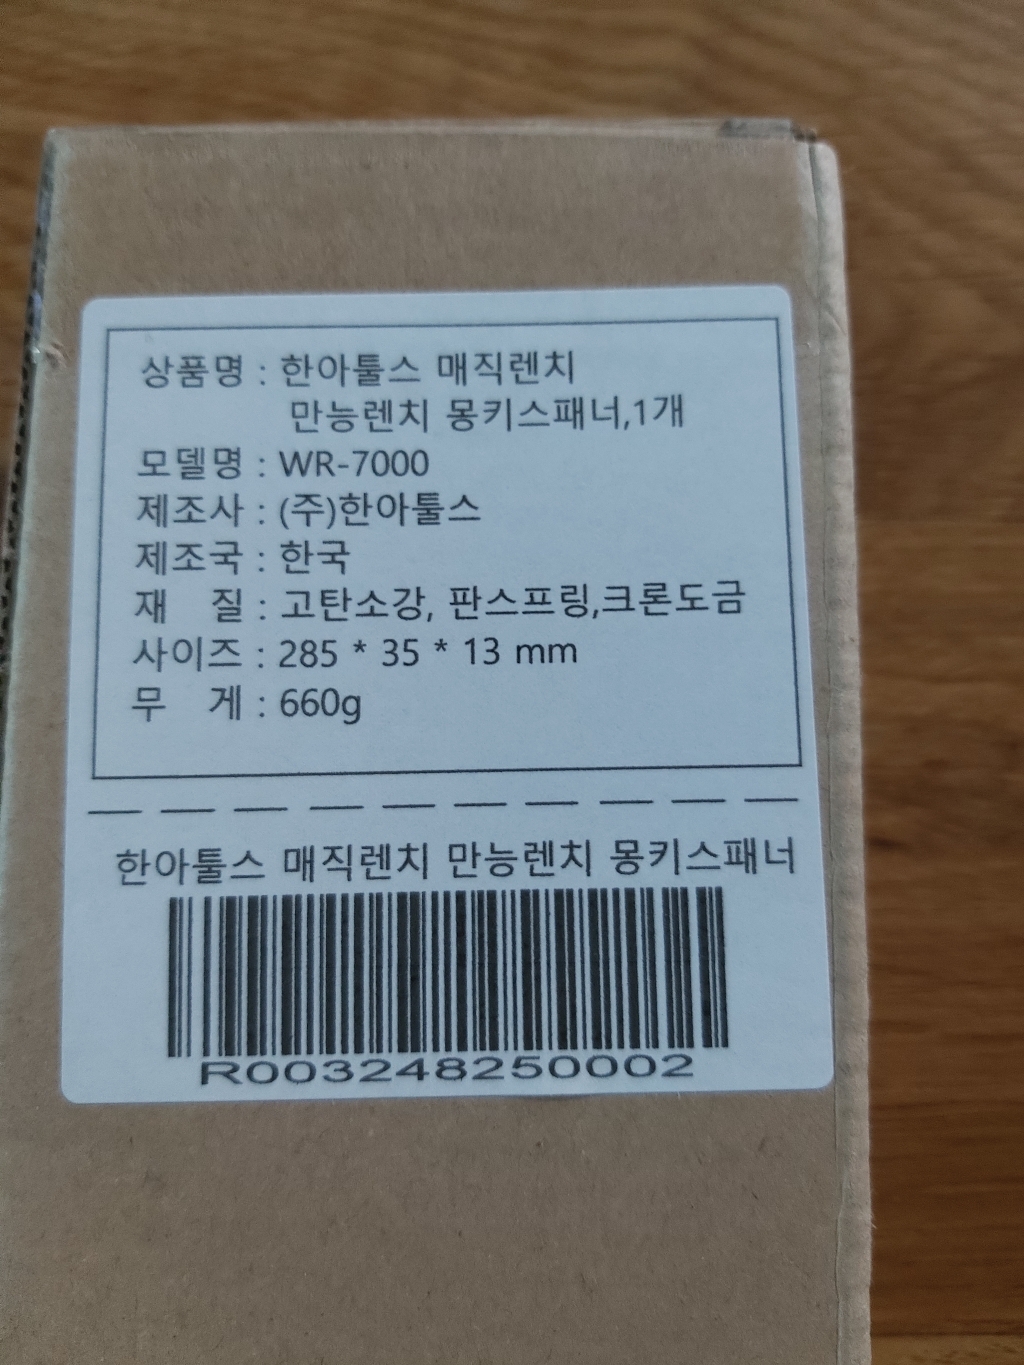 상품명 : 한아툴스 매직렌치
만능렌치 몽키스패너,1개
모델명 : WR-7000
제조사 : (주)한아툴스
제조국 : 한국
재 질 : 고탄소강, 판스프링,크론도금
사이즈 : 285 * 35 * 13 mm
무 게 : 660g
한아툴스 매직렌치 만능렌치 몽키스패너
R003248250002